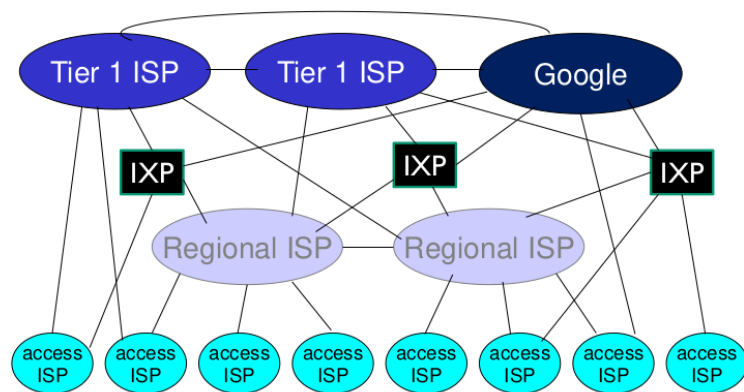 Tier 1 ISP
Tier 1 ISP
Google
IXP
IXP
IXP
Regional ISP
Regional ISP
access
ISP
access
ISP
access
ISP
access
ISP
access
ISP
access
ISP
access
ISP
access
ISP